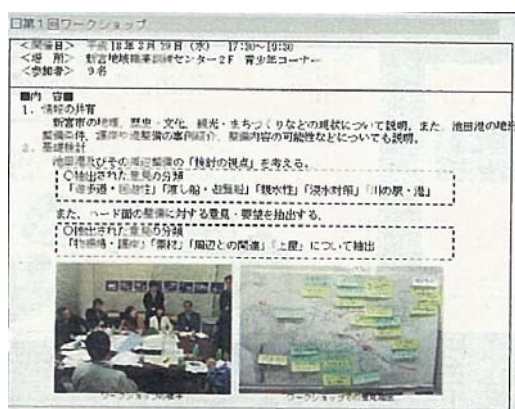 □第1回ワークショップ
<開催日> 平成18年3月29日(水) 17:30~19:30
<場 所> 新宮地域職業訓練センター2F 青少年コーナー
<参加者> 9名
■内 容■
1. 情報の共有
新宮市の地理、歴史・文化、観光・まちづくりなどの現状について説明。また、池田港の地形
整備の件、護岸や港整備の事例紹介、整備内容の可能性などについても説明。
2. 基礎検討
池田港及びその周辺整備の「検討の視点」を考える。
○抽出された意見の分類
「遊歩道・回遊性」「渡し船・遊覧船」「親水性」「浸水対策」「川の駅・港」
また、ハード面の整備に対する意見・要望を抽出する。
○抽出された意見の分類
「物揚場・護岸」「素材」「周辺との関連」「上屋」について抽出
ワークショップの様子
ワークショップでの意見抽出